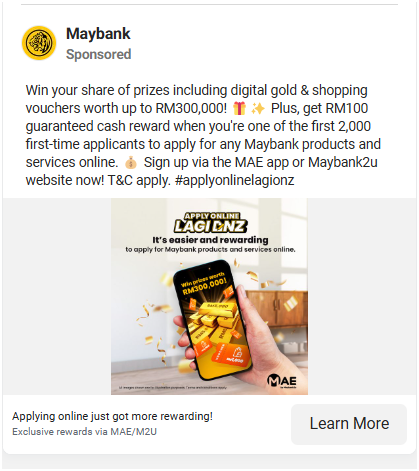 Maybank
Sponsored
Win your share of prizes including digital gold & shopping
vouchers worth up to RM300,000! 🎁 ✨ Plus, get RM100
guaranteed cash reward when you're one of the first 2,000
first-time applicants to apply for any Maybank products and
services online. 💰 Sign up via the MAE app or Maybank2u
website now! T&C apply. #applyonlinelagionz
APPLY ONLINE
LAGI ONZ
It's easier and rewarding
to apply for Maybank products and services online.
Win prizes worth
RM300,000!
MAE
by Maybank2u
Applying online just got more rewarding!
Exclusive rewards via MAE/M2U
Learn More